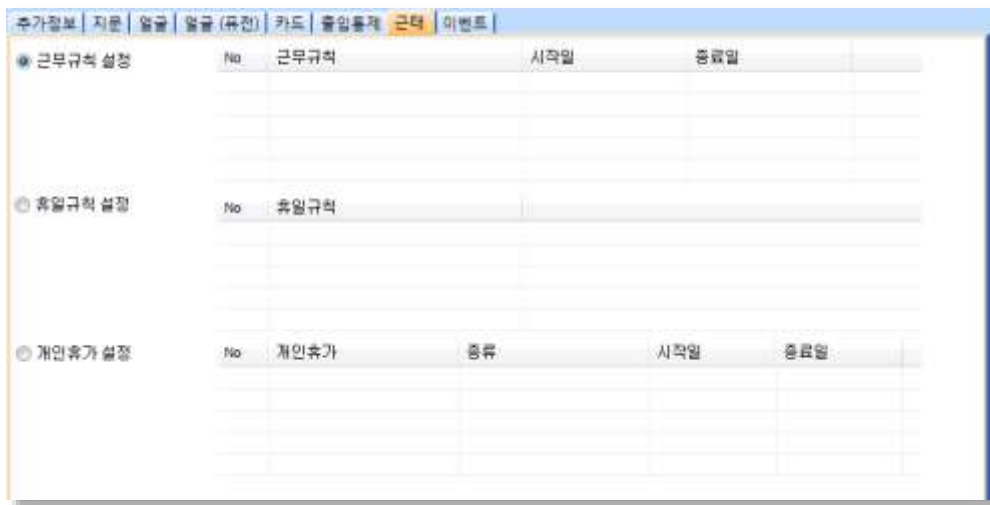 추가정보 | 지문 | 얼굴 | 얼굴 (퓨전) | 카드 | 출입통제 | 근태 | 이벤트 |
근무규칙 설정 No 근무규칙 시작일 종료일
휴일규칙 설정 No 휴일규칙
개인휴가 설정 No 개인휴가 종류 시작일 종료일